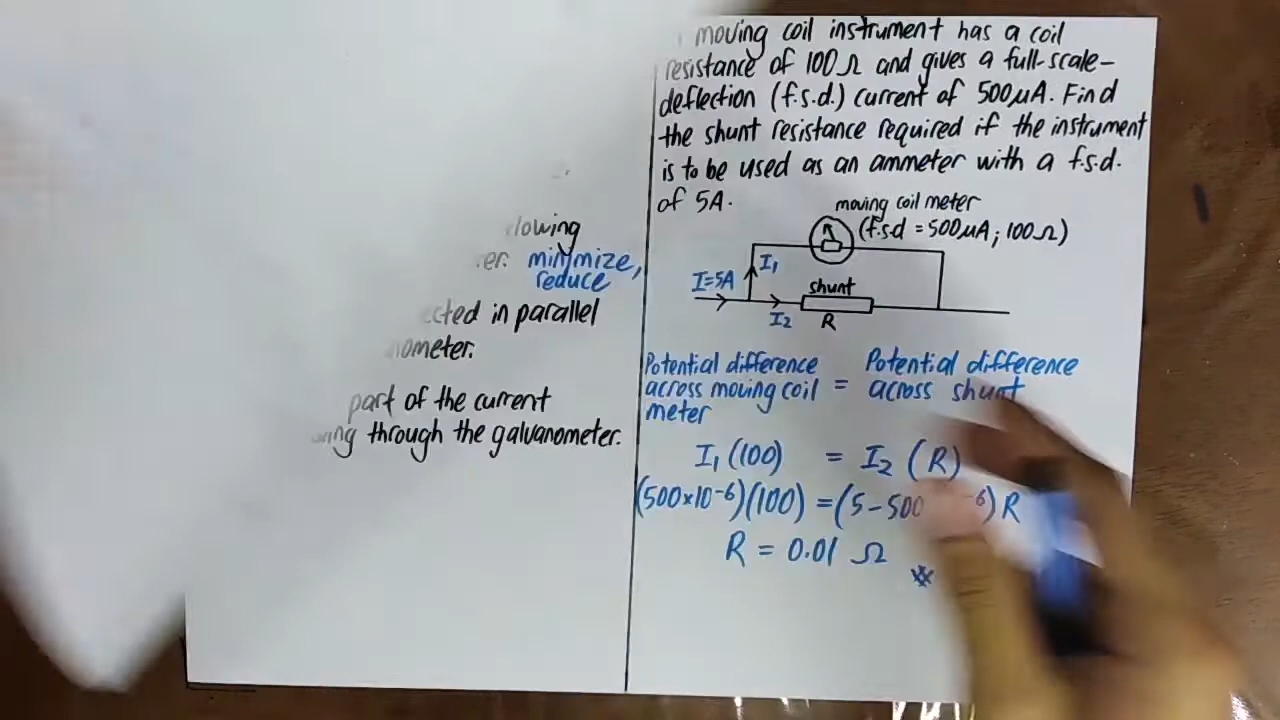 lowing
er: minimize,
reduce
cted in parallel
ometer.
part of the current
ing through the galvanometer.
moving coil instrument has a coil
resistance of 100Ω and gives a full-scale-
deflection (f.s.d.) current of 500μA. Find
the shunt resistance required if the instrument
is to be used as an ammeter with a f.s.d.
of 5A.
moving coil meter
(f.s.d = 500μA; 100Ω)
I₁
I=5A
shunt
I₂
R
Potential difference
across moving coil
meter
=
Potential difference
across shunt
I₁(100) = I₂(R)
(500×10⁻⁶)(100) = (5-500 ⁻⁶)R
R = 0.01 Ω